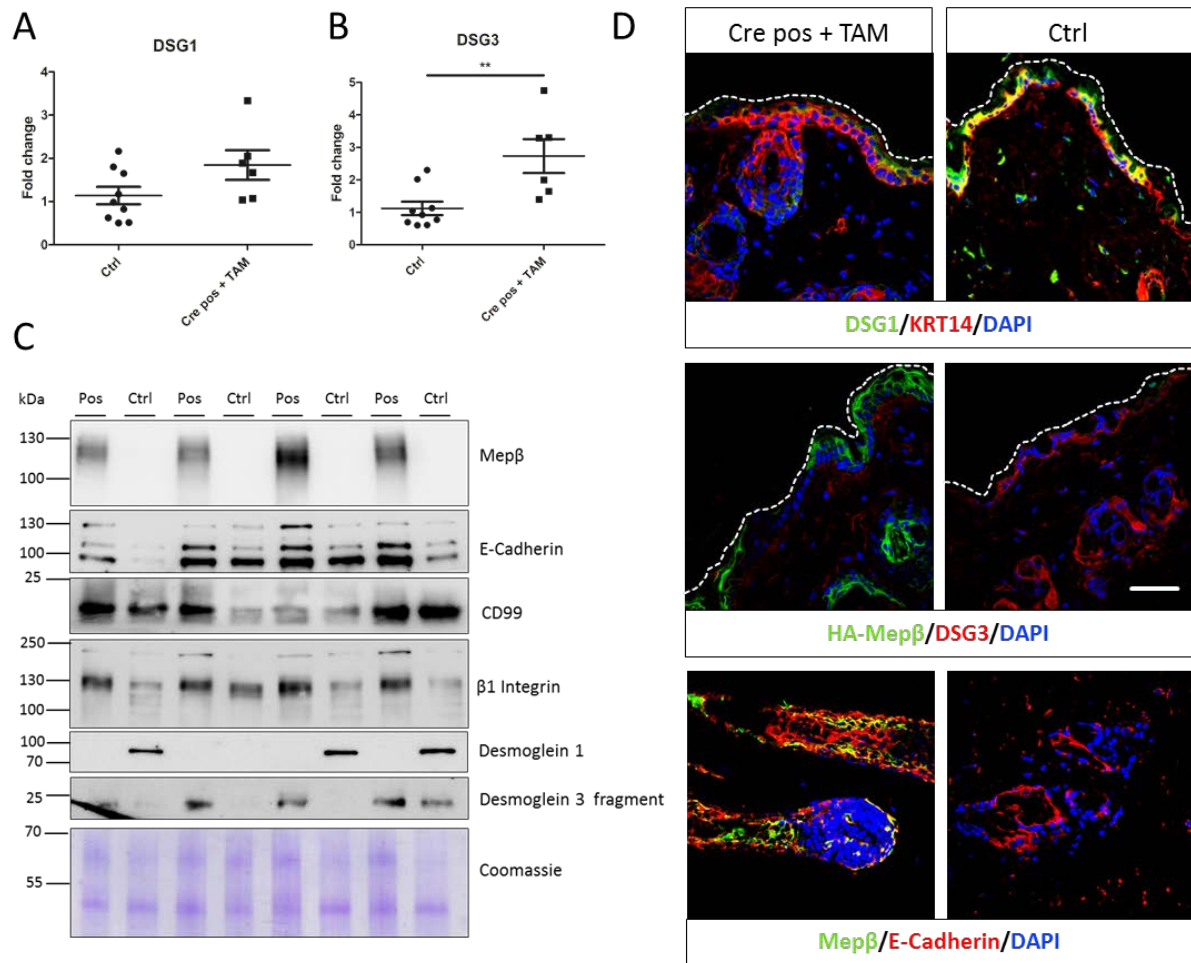 A
DSG1
Fold change
4
3
2
1
0
Ctrl
Cre pos + TAM
B
DSG3
**
Fold change
5
4
3
2
1
0
Ctrl
Cre pos + TAM
C
kDa
Pos Ctrl Pos Ctrl Pos Ctrl Pos Ctrl
130
100
Mepβ
130
100
E-Cadherin
25
CD99
250
130
100
β1 Integrin
100
70
Desmoglein 1
25
Desmoglein 3 fragment
70
55
Coomassie
D
Cre pos + TAM
Ctrl
DSG1/KRT14/DAPI
HA-Mepβ/DSG3/DAPI
Mepβ/E-Cadherin/DAPI